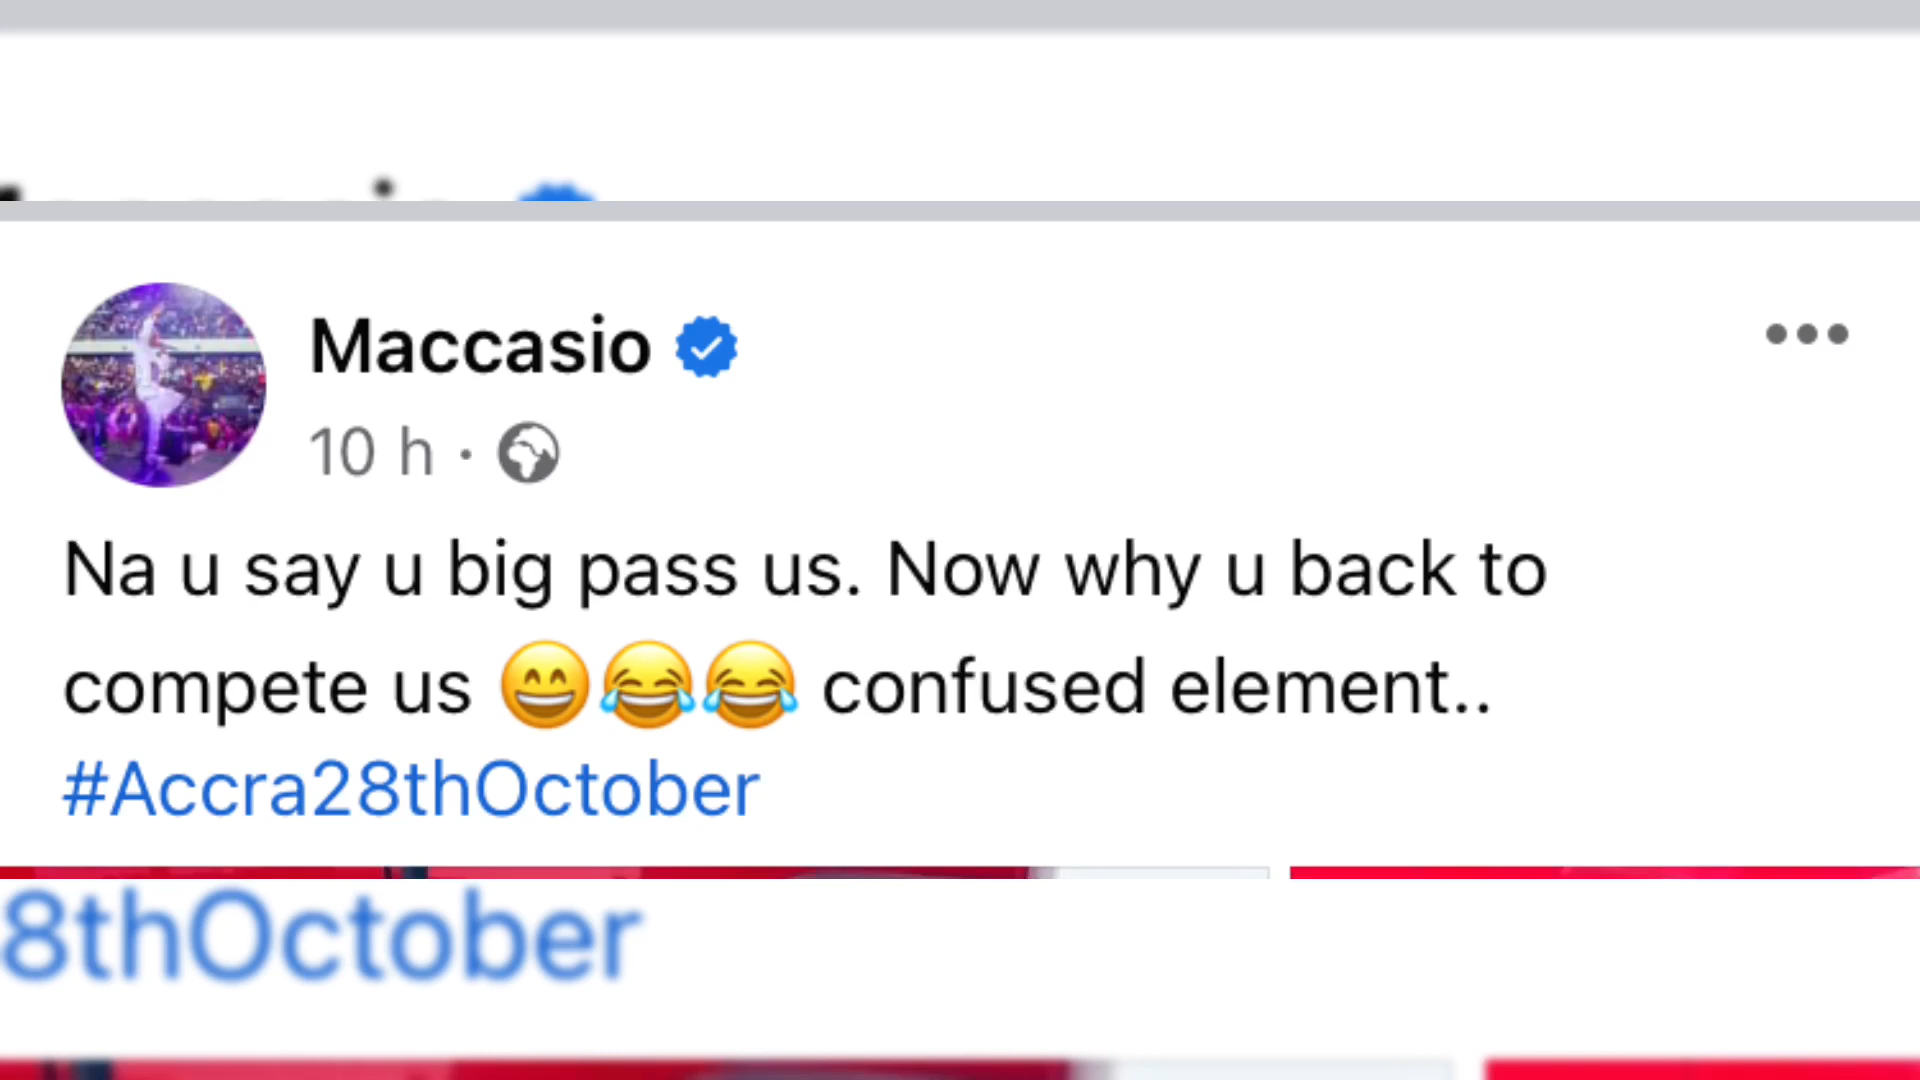 Maccasio
10 h ·
Na u say u big pass us. Now why u back to
compete us 😄😂😂 confused element..
#Accra28thOctober
8thOctober